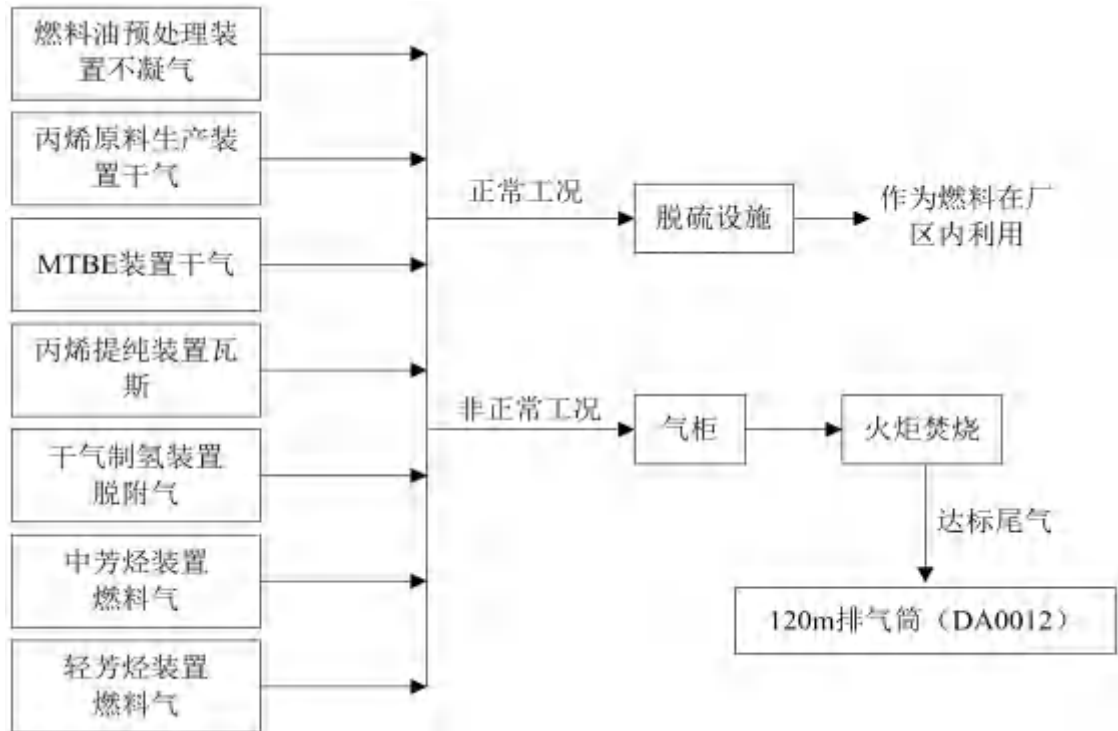 燃料油预处理装
置不凝气
丙烯原料生产装
置干气
MTBE装置干气
丙烯提纯装置瓦
斯
干气制氢装置
脱附气
中芳烃装置
燃料气
轻芳烃装置
燃料气
正常工况
脱硫设施
作为燃料在厂
区内利用
非正常工况
气柜
火炬焚烧
达标尾气
120m排气筒（DA0012）